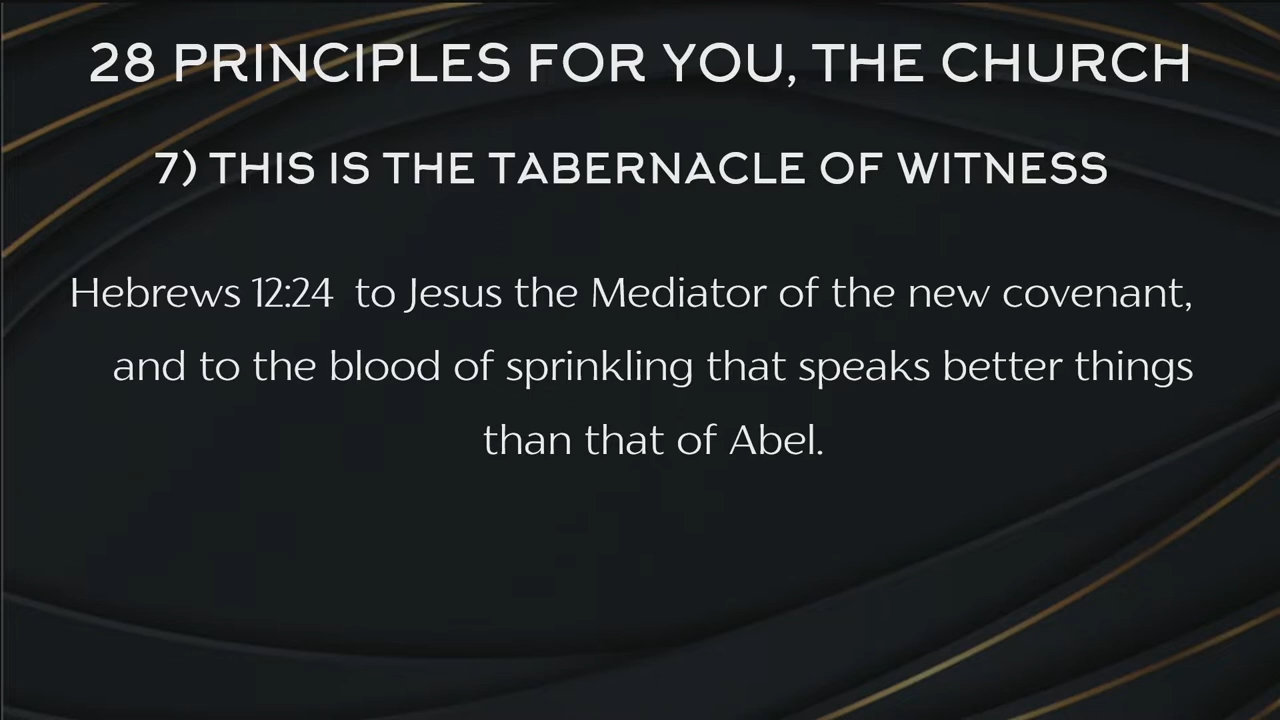 28 PRINCIPLES FOR YOU, THE CHURCH
7) THIS IS THE TABERNACLE OF WITNESS
Hebrews 12:24 to Jesus the Mediator of the new covenant,
and to the blood of sprinkling that speaks better things
than that of Abel.